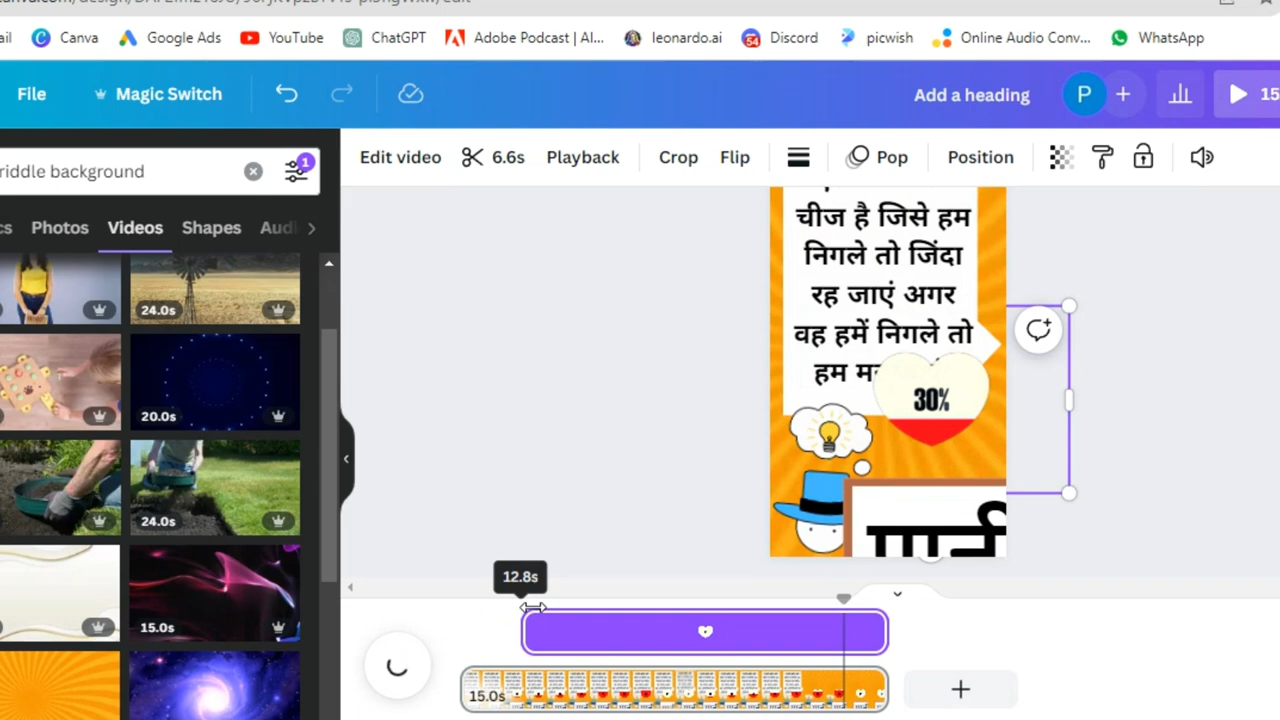 Canva
Google Ads
YouTube
ChatGPT
Adobe Podcast | AI...
leonardo.ai
Discord
picwish
Online Audio Conv...
WhatsApp
File
Magic Switch
Add a heading
P
+
15
riddle background
1
Edit video
6.6s
Playback
Crop
Flip
Pop
Position
Photos
Videos
Shapes
24.0s
20.0s
24.0s
15.0s
चीज है जिसे हम
निगले तो जिंदा
रह जाएं अगर
वह हमें निगले तो
हम
30%
12.8s
15.0s